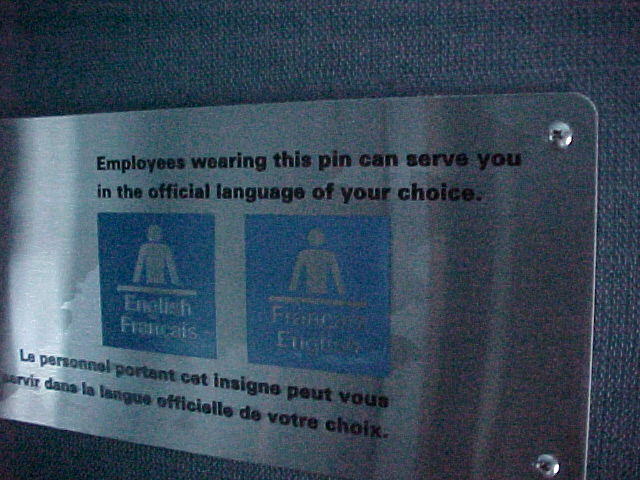 Employees wearing this pin can serve you
in the official language of your choice.
English
Français
Français
English
Le personnel portant cet insigne peut vous
servir dans la langue officielle de votre choix.